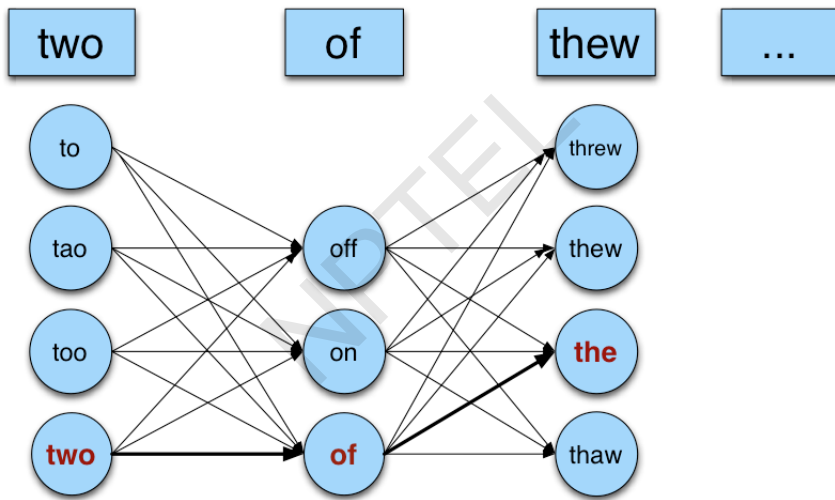 two of thew ...
to threw
tao off thew
too on the
two of thaw
NPTEL